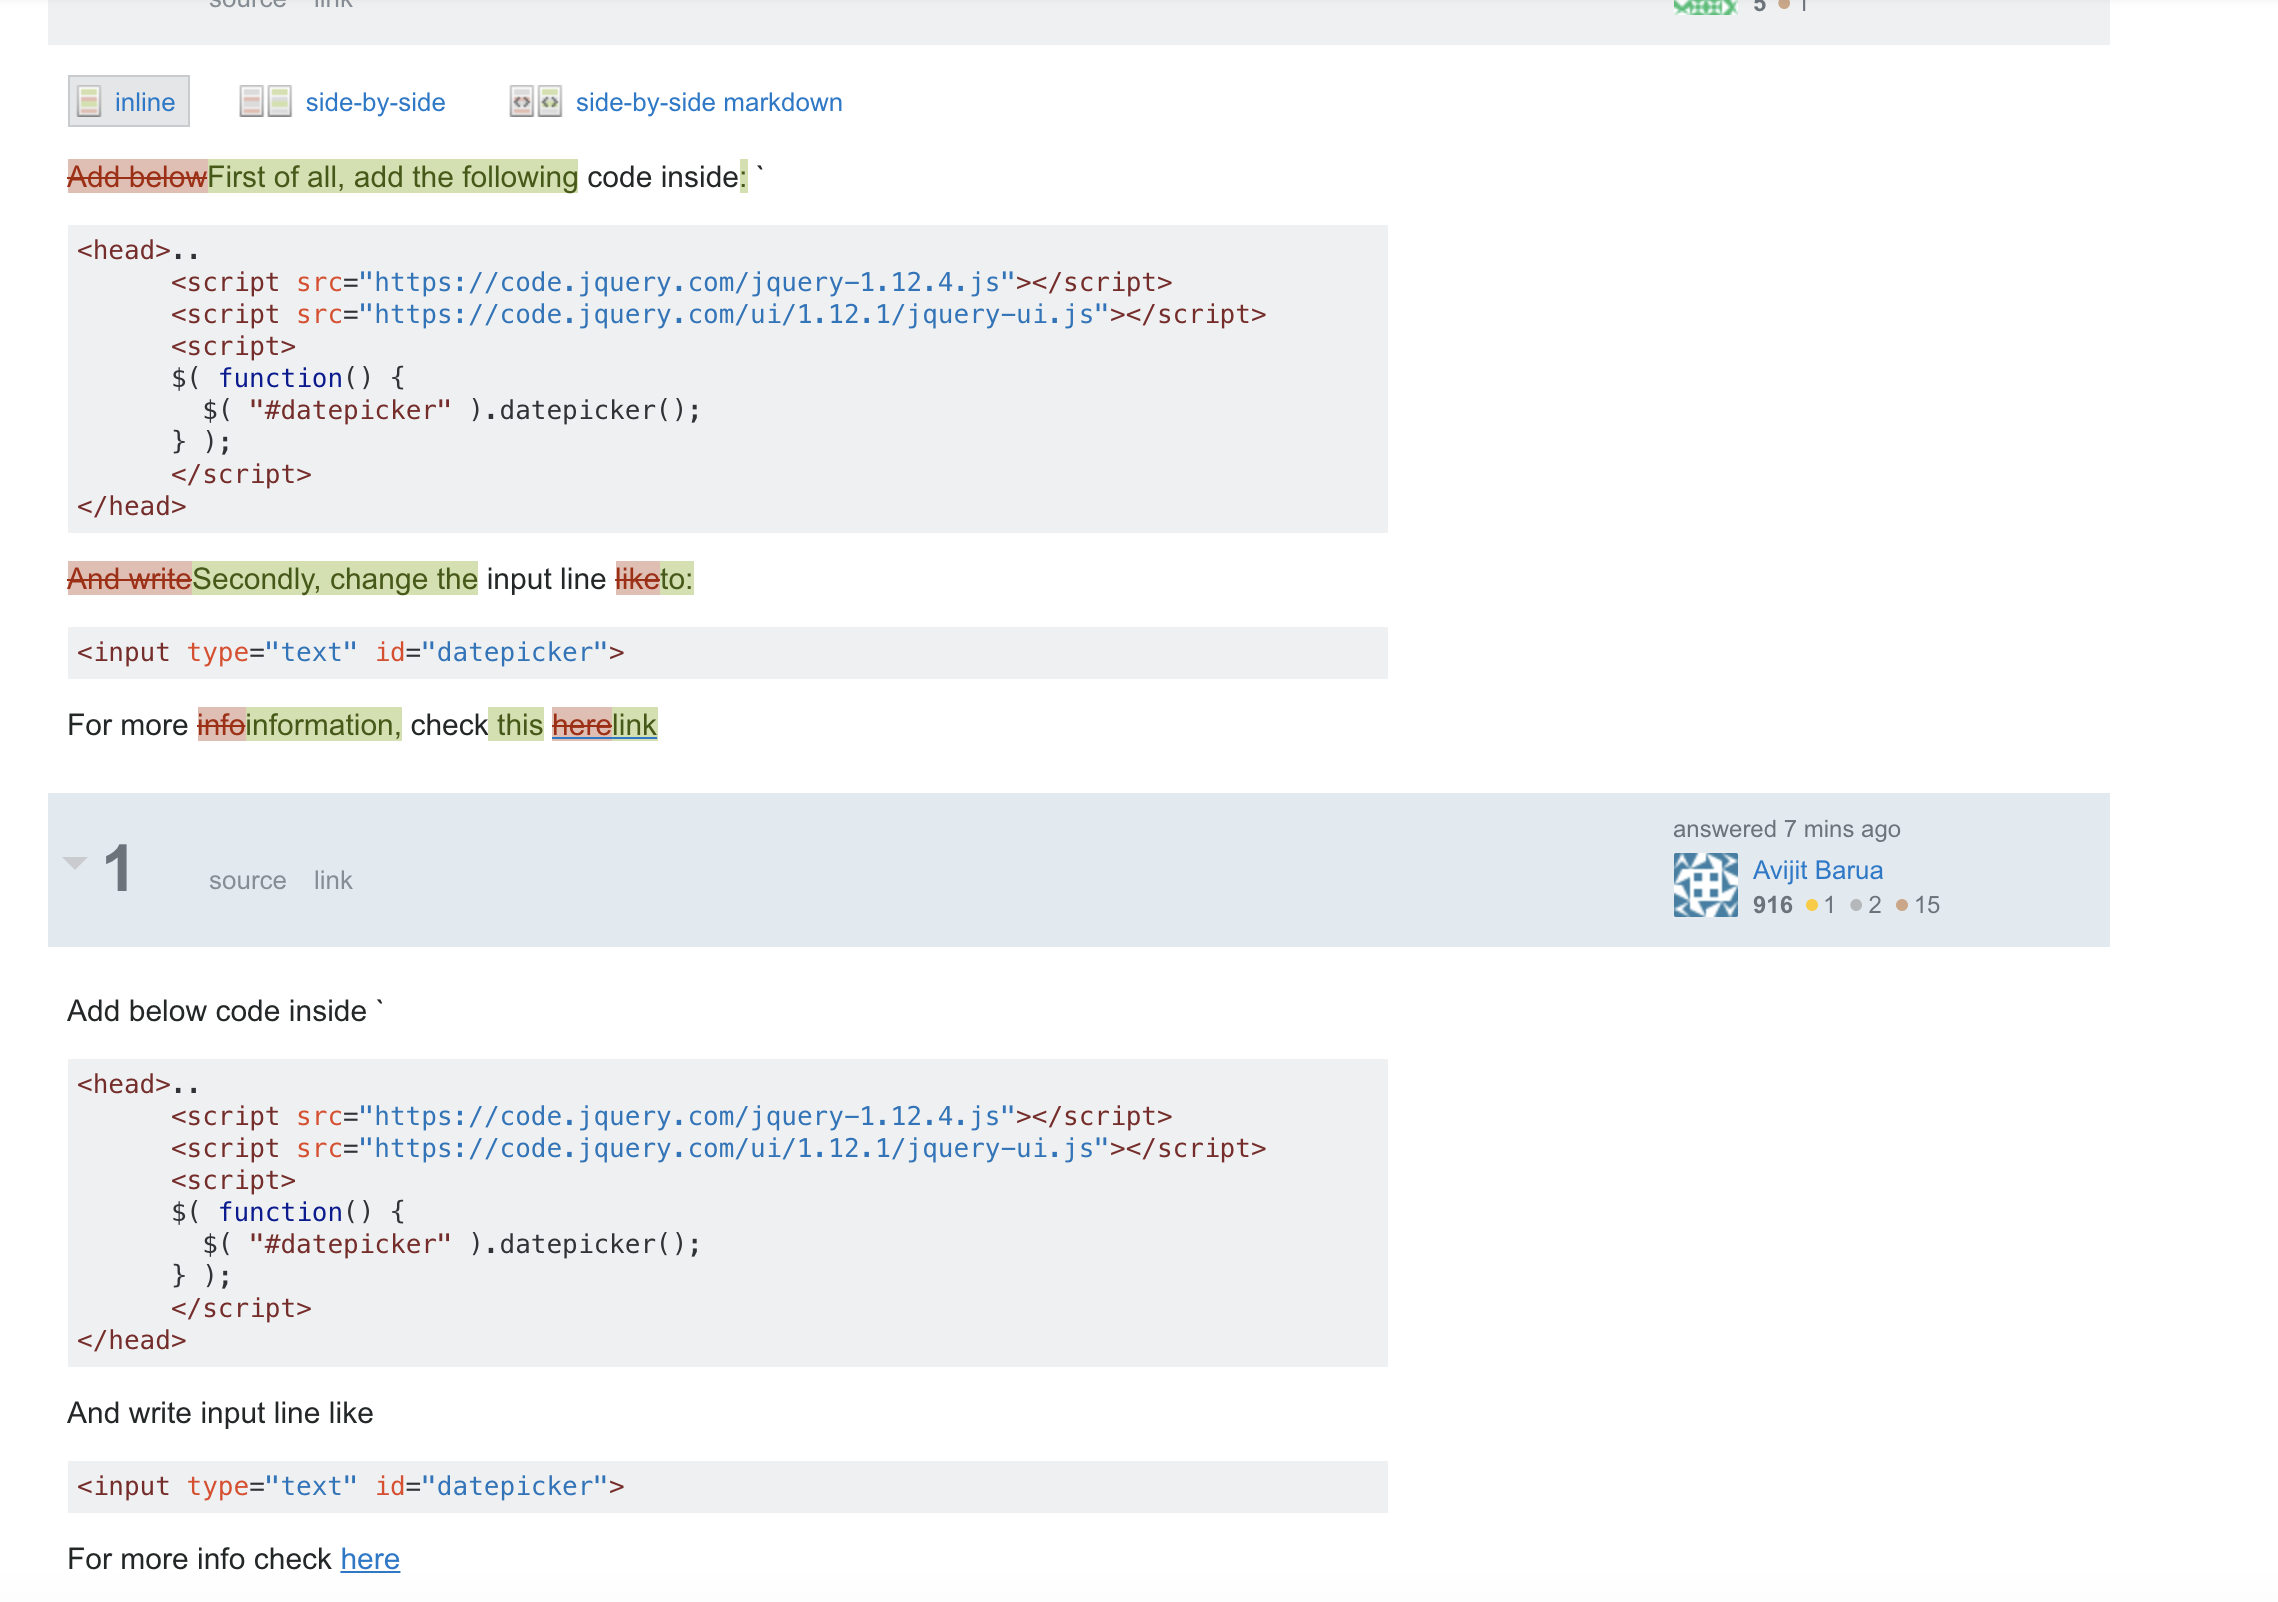 source link
5 1
inline side-by-side side-by-side markdown
Add belowFirst of all, add the following code inside: `
<head>..
      <script src="https://code.jquery.com/jquery-1.12.4.js"></script>
      <script src="https://code.jquery.com/ui/1.12.1/jquery-ui.js"></script>
      <script>
      $( function() {
        $( "#datepicker" ).datepicker();
      } );
      </script>
</head>
And writeSecondly, change the input line liketo:
<input type="text" id="datepicker">
For more infoinformation, check this herelink
answered 7 mins ago
1 source link
Avijit Barua
916 1 2 15
Add below code inside `
<head>..
      <script src="https://code.jquery.com/jquery-1.12.4.js"></script>
      <script src="https://code.jquery.com/ui/1.12.1/jquery-ui.js"></script>
      <script>
      $( function() {
        $( "#datepicker" ).datepicker();
      } );
      </script>
</head>
And write input line like
<input type="text" id="datepicker">
For more info check here